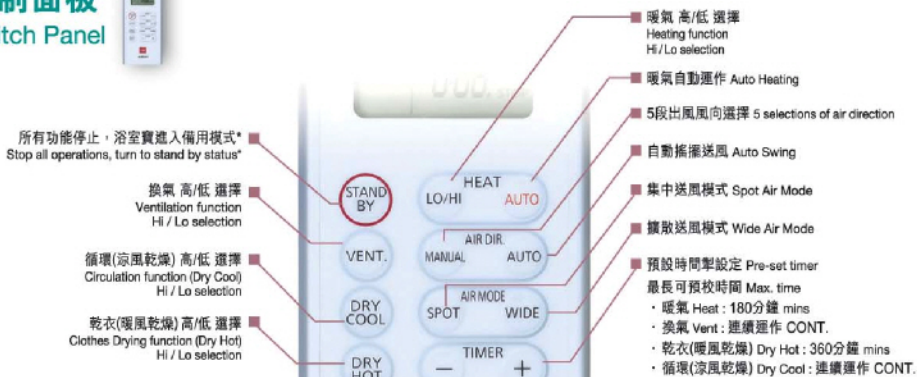 制面板
itch Panel
所有功能停止，浴室寶進入備用模式*
Stop all operations, turn to stand by status*
換氣 高/低 選擇
Ventilation function
Hi / Lo selection
循環(涼風乾燥) 高/低 選擇
Circulation function (Dry Cool)
Hi / Lo selection
乾衣(暖風乾燥) 高/低 選擇
Clothes Drying function (Dry Hot)
Hi / Lo selection
STAND
BY
VENT.
DRY
COOL
DRY
HOT
HEAT
LO/HI
AUTO
AIR DIR.
MANUAL
AUTO
AIR MODE
SPOT
WIDE
TIMER
− +
暖氣 高/低 選擇
Heating function
Hi / Lo selection
暖氣自動運作 Auto Heating
5段出風風向選擇 5 selections of air direction
自動搖擺送風 Auto Swing
集中送風模式 Spot Air Mode
擴散送風模式 Wide Air Mode
預設時間掣設定 Pre-set timer
最長可預校時間 Max. time
· 暖氣 Heat : 180分鐘 mins
· 換氣 Vent : 連續運作 CONT.
· 乾衣(暖風乾燥) Dry Hot : 360分鐘 mins
· 循環(涼風乾燥) Dry Cool : 連續運作 CONT.